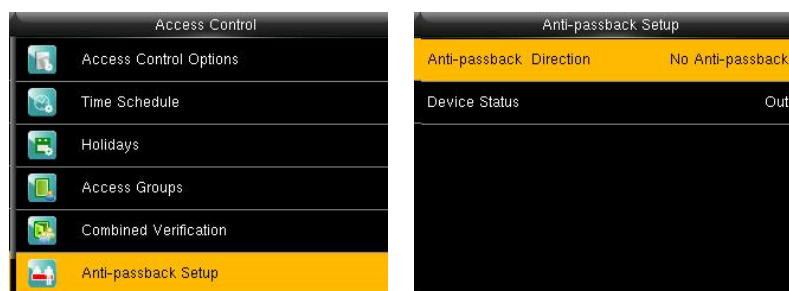 Access Control
Access Control Options
Time Schedule
Holidays
Access Groups
Combined Verification
Anti-passback Setup
Anti-passback Setup
Anti-passback Direction No Anti-passback
Device Status Out